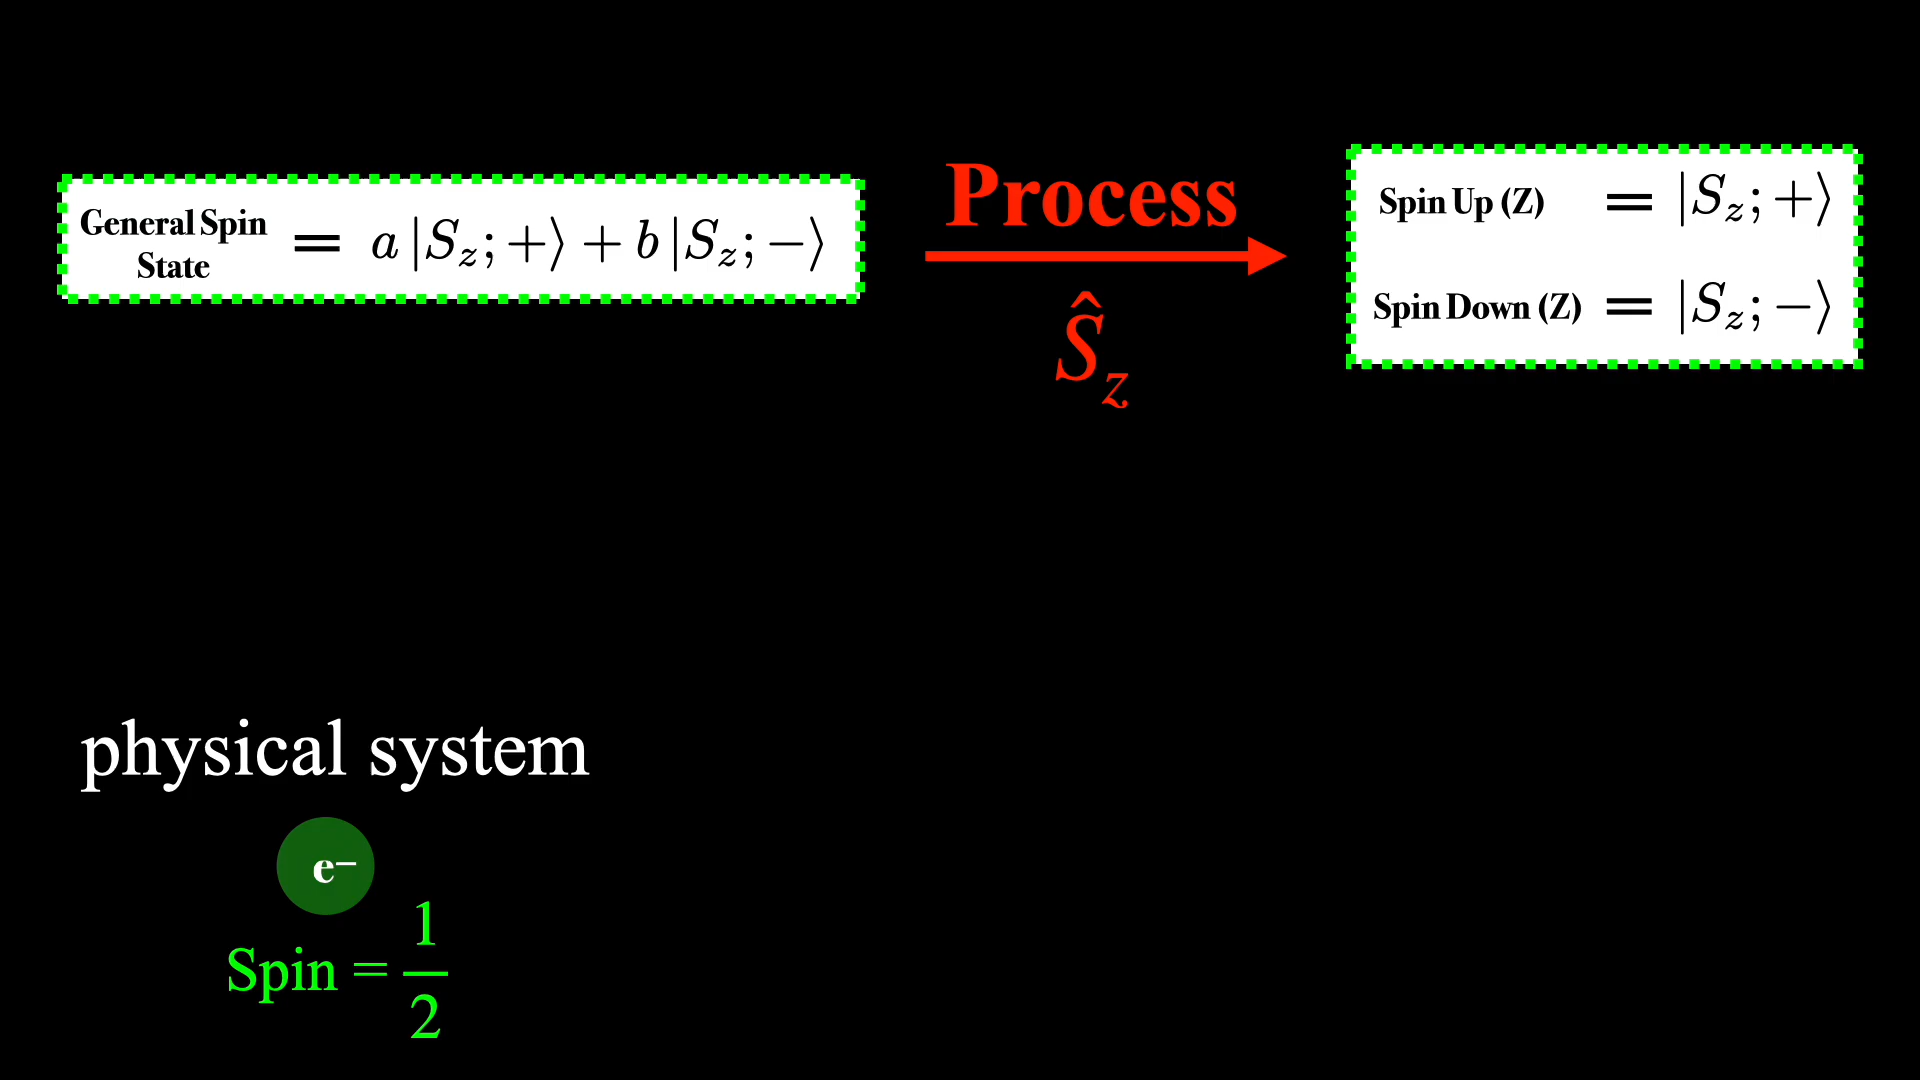 General Spin State = a |S_z; +⟩ + b |S_z; −⟩
Process
Ŝ_z
Spin Up (Z) = |S_z; +⟩
Spin Down (Z) = |S_z; −⟩
physical system
e−
Spin = 1/2